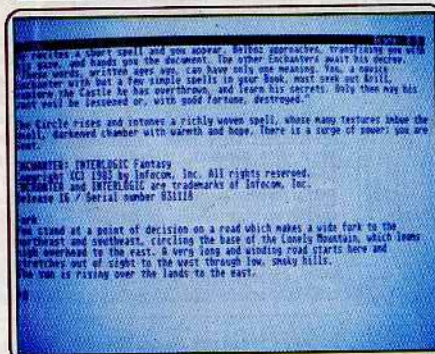 short spell and you appear. Belboz approaches, transfixing you with
gaze, and hands you the document. The other Enchanters await his decree.
"These words, written ages ago, can have only one meaning. You, a novice
Enchanter with but a few simple spells in your Book, must seek out Krill,
explore the Castle he has overthrown, and learn his secrets. Only then may his
evil be lessened or, with good fortune, destroyed."
The Circle rises and intones a richly woven spell, whose many textures imbue the
small, darkened chamber with warmth and hope. There is a surge of power; you are
ENCHANTER: INTERLOGIC Fantasy
Copyright (C) 1983 by Infocom, Inc. All rights reserved.
ENCHANTER and INTERLOGIC are trademarks of Infocom, Inc.
Release 16 / Serial number 831118
Fork
You stand at a point of decision on a road which makes a wide fork to the
northeast and southeast, circling the base of the Lonely Mountain, which looms
high overhead to the east. A very long and winding road starts here and
stretches out of sight to the west through low, smoky hills.
The sun is rising over the lands to the east.